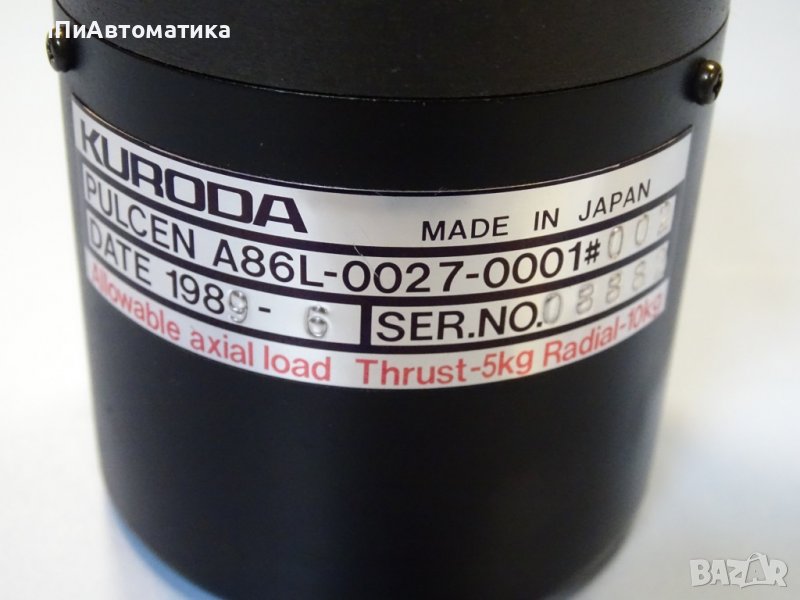 ПиАвтоматика
KURODA
MADE IN JAPAN
PULCEN A86L-0027-0001#002
DATE 1989-6
SER.NO.
Allowable axial load Thrust-5kg Radial-10kg
BAZAR